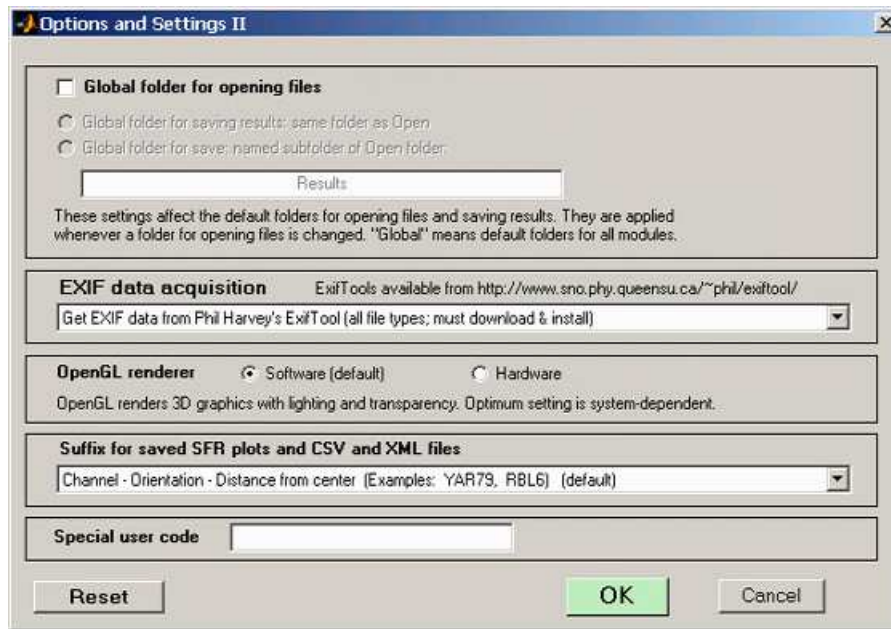 Options and Settings II
Global folder for opening files
Global folder for saving results: same folder as Open
Global folder for save: named subfolder of Open folder:
Results
These settings affect the default folders for opening files and saving results. They are applied
whenever a folder for opening files is changed. "Global" means default folders for all modules.
EXIF data acquisition ExifTools available from http://www.sno.phy.queensu.ca/~phil/exiftool/
Get EXIF data from Phil Harvey's ExifTool (all file types; must download & install)
OpenGL renderer Software (default) Hardware
OpenGL renders 3D graphics with lighting and transparency. Optimum setting is system-dependent.
Suffix for saved SFR plots and CSV and XML files
Channel - Orientation - Distance from center (Examples: YAR79, RBL6) (default)
Special user code
Reset OK Cancel